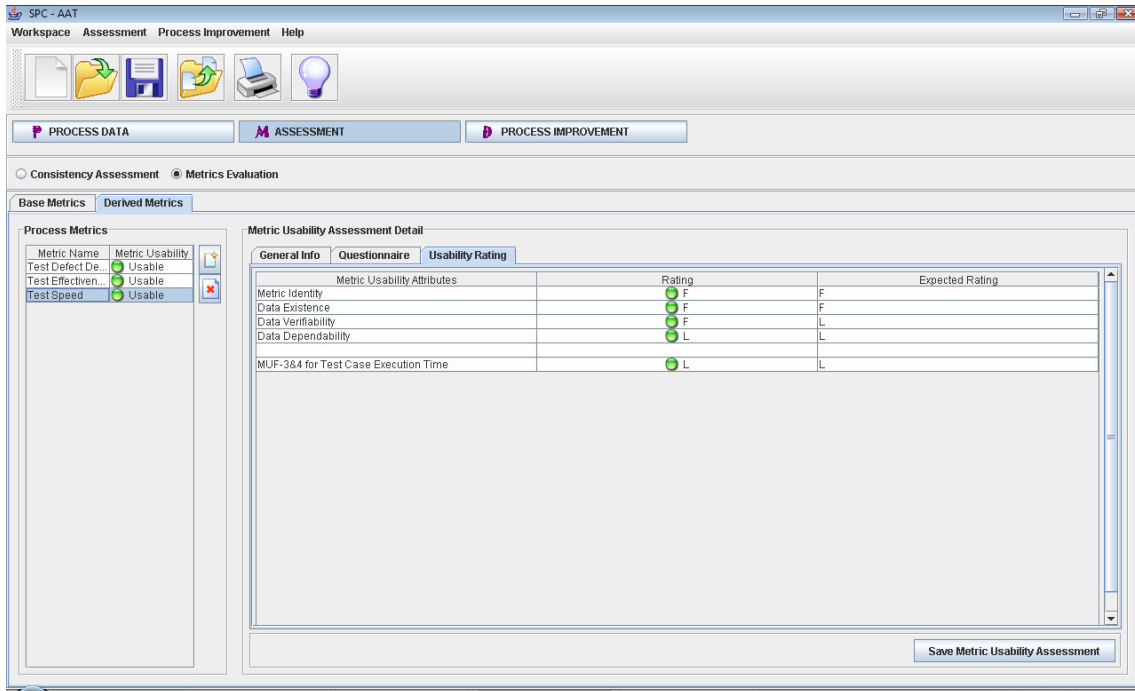 SPC - AAT
Workspace Assessment Process Improvement Help
P PROCESS DATA M ASSESSMENT D PROCESS IMPROVEMENT
Consistency Assessment Metrics Evaluation
Base Metrics Derived Metrics
Process Metrics
Metric Name Metric Usability
Test Defect De... Usable
Test Effectiven... Usable
Test Speed Usable
Metric Usability Assessment Detail
General Info Questionnaire Usability Rating
Metric Usability Attributes Rating Expected Rating
Metric Identity F F
Data Existence F F
Data Verifiability F L
Data Dependability L L
MUF-3&4 for Test Case Execution Time L L
Save Metric Usability Assessment